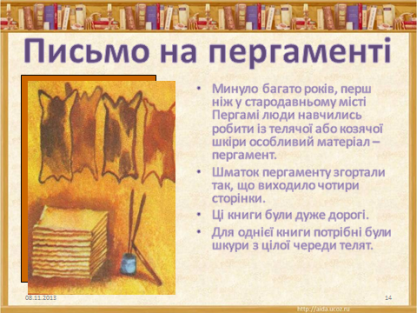 Письмо на пергаменті
• Минуло багато років, перш
ніж у стародавньому місті
Пергамі люди навчились
робити із телячої або козячої
шкіри особливий матеріал –
пергамент.
• Шматок пергаменту згортали
так, що виходило чотири
сторінки.
• Ці книги були дуже дорогі.
• Для однієї книги потрібні були
шкури з цілої череди телят.
08.11.2013
14
http://aida.ucoz.ru